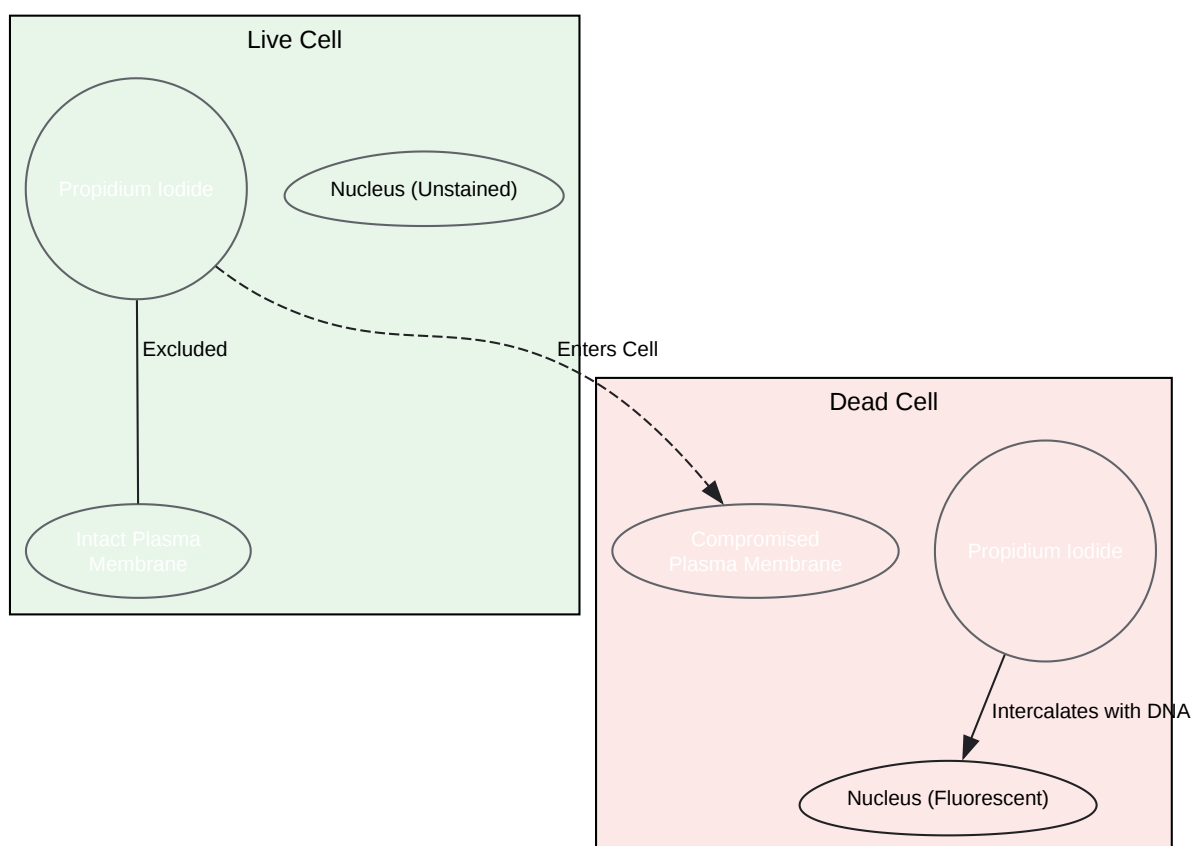 Live Cell
Propidium Iodide
Nucleus (Unstained)
Excluded
Enters Cell
Intact Plasma
Membrane
Dead Cell
Compromised
Plasma Membrane
Propidium Iodide
Intercalates with DNA
Nucleus (Fluorescent)